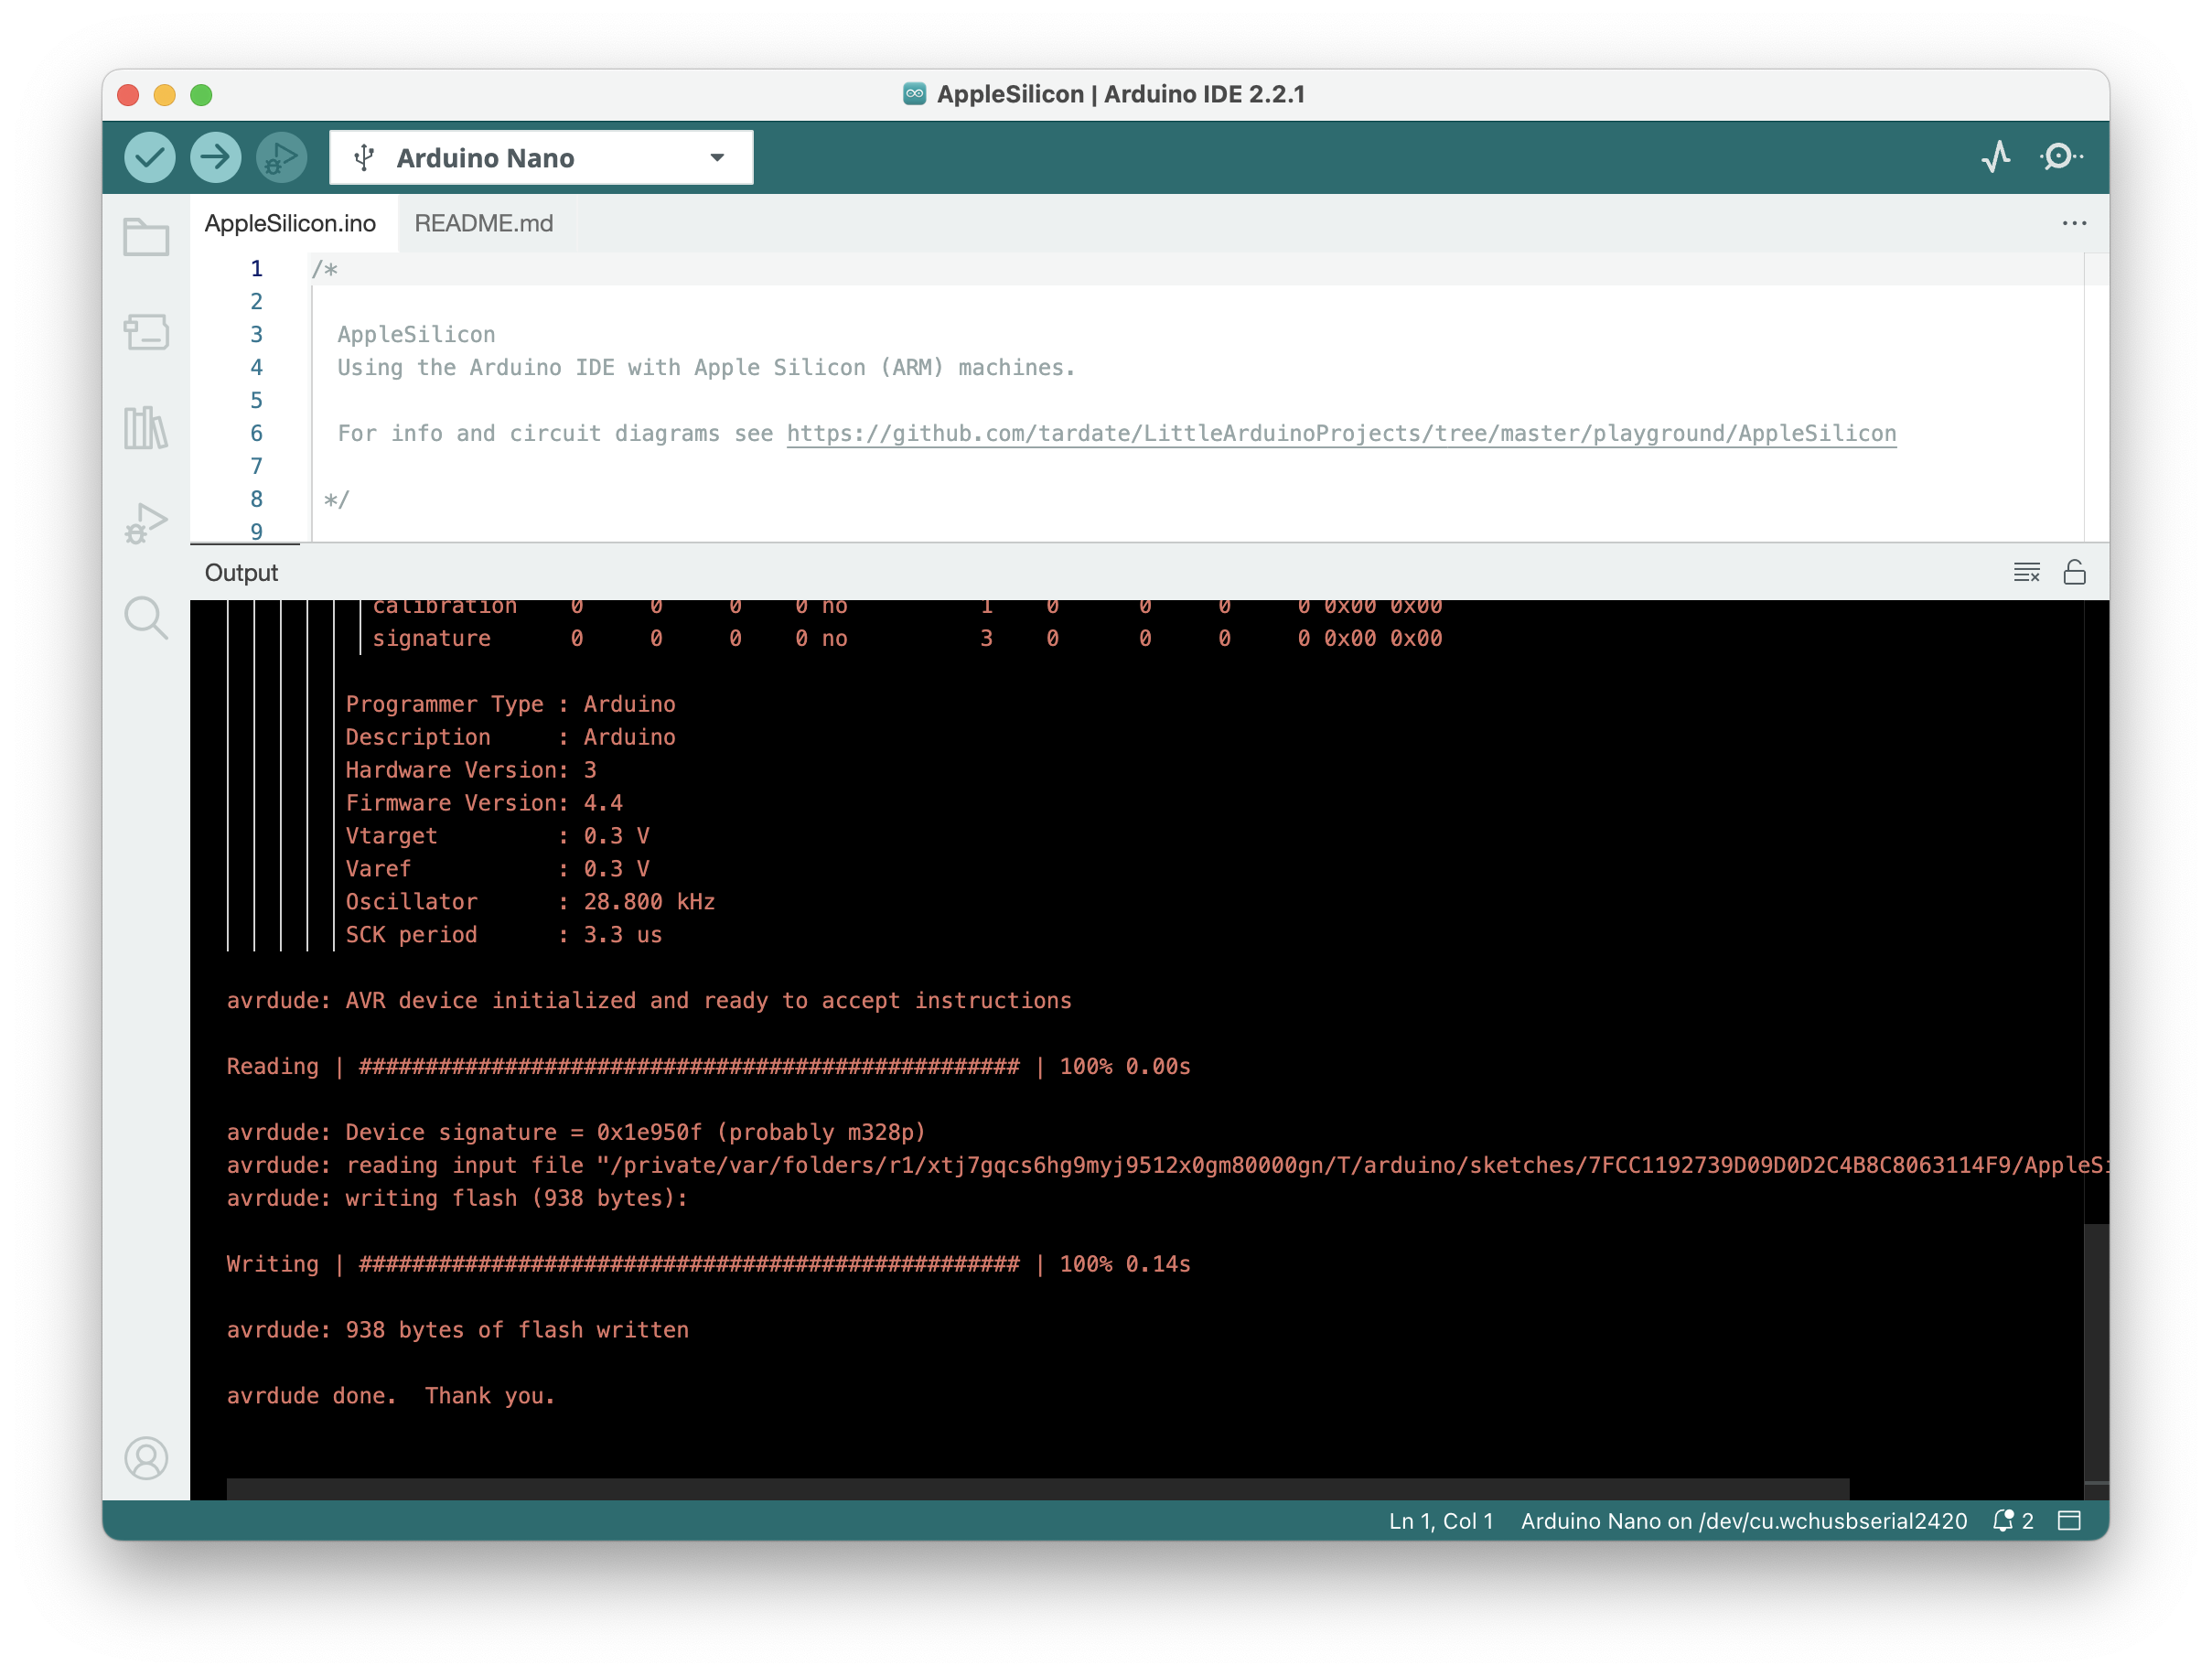 AppleSilicon | Arduino IDE 2.2.1
Arduino Nano
AppleSilicon.ino README.md
1 /*
2
3 AppleSilicon
4 Using the Arduino IDE with Apple Silicon (ARM) machines.
5
6 For info and circuit diagrams see https://github.com/tardate/LittleArduinoProjects/tree/master/playground/AppleSilicon
7
8 */
9
Output
calibration 0 0 0 0 no 1 0 0 0 0 0x00 0x00
signature 0 0 0 0 no 3 0 0 0 0 0x00 0x00
Programmer Type : Arduino
Description : Arduino
Hardware Version: 3
Firmware Version: 4.4
Vtarget : 0.3 V
Varef : 0.3 V
Oscillator : 28.800 kHz
SCK period : 3.3 us
avrdude: AVR device initialized and ready to accept instructions
Reading | ################################################## | 100% 0.00s
avrdude: Device signature = 0x1e950f (probably m328p)
avrdude: reading input file "/private/var/folders/r1/xtj7gqcs6hg9myj9512x0gm80000gn/T/arduino/sketches/7FCC1192739D09D0D2C4B8C8063114F9/AppleSi
avrdude: writing flash (938 bytes):
Writing | ################################################## | 100% 0.14s
avrdude: 938 bytes of flash written
avrdude done. Thank you.
Ln 1, Col 1 Arduino Nano on /dev/cu.wchusbserial2420 2